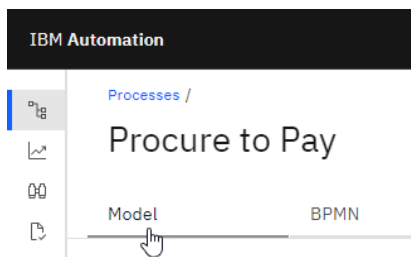 IBM Automation
Processes /
Procure to Pay
Model BPMN